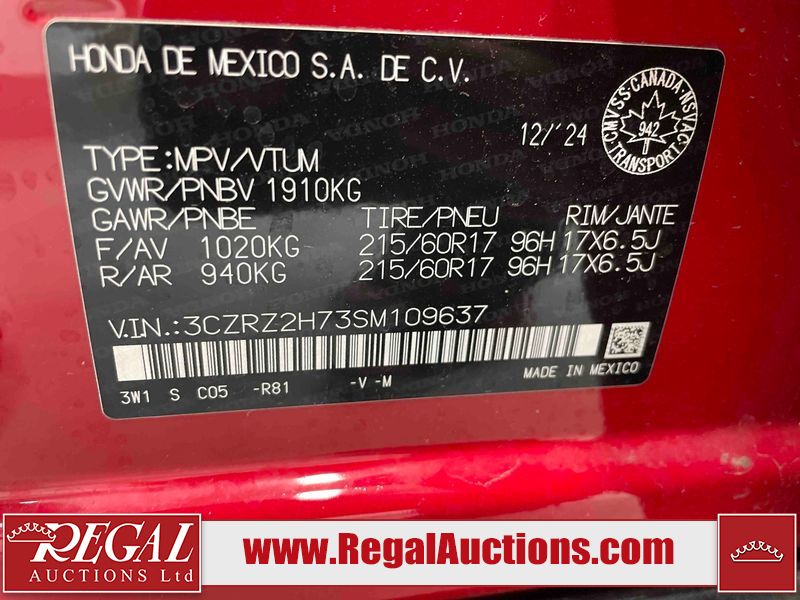 HONDA DE MEXICO S.A. DE C.V.
12/'24
CMVSS·CANADA·NSVAC
942
TRANSPORT
TYPE:MPV/VTUM
GVWR/PNBV 1910KG
GAWR/PNBE TIRE/PNEU RIM/JANTE
F/AV 1020KG 215/60R17 96H 17X6.5J
R/AR 940KG 215/60R17 96H 17X6.5J
V.IN.:3CZRZ2H73SM109637
3W1 S C05 -R81 -V -M MADE IN MEXICO
REGAL
AUCTIONS Ltd
www.RegalAuctions.com